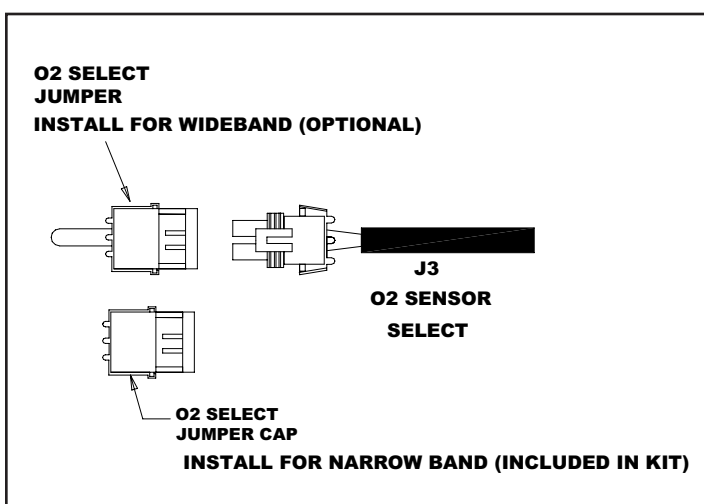 O2 SELECT
JUMPER
INSTALL FOR WIDEBAND (OPTIONAL)
J3
O2 SENSOR
SELECT
O2 SELECT
JUMPER CAP
INSTALL FOR NARROW BAND (INCLUDED IN KIT)